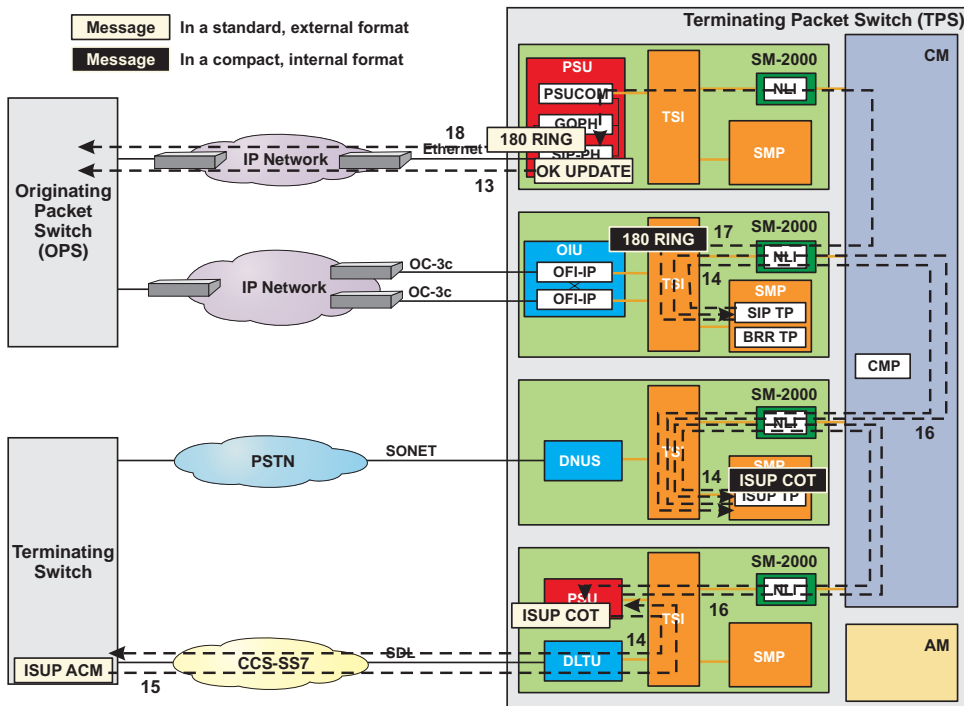 Message In a standard, external format
Message In a compact, internal format
Terminating Packet Switch (TPS)
SM-2000
CM
PSU
PSUCOM
GQPH
SIP-PH
TSI
NLI
SMP
18
180 RING
Ethernet
IP Network
OK UPDATE
13
Originating
Packet
Switch
(OPS)
SM-2000
180 RING
17
NLI
OIU
OFI-IP
OFI-IP
TSI
14
SMP
SIP TP
BRR TP
OC-3c
IP Network
OC-3c
CMP
SM-2000
NLI
16
PSTN
SONET
DNUS
TSI
14
SMP
ISUP COT
ISUP TP
Terminating
Switch
SM-2000
NLI
PSU
16
ISUP COT
TSI
14
SDL
CCS-SS7
DLTU
SMP
ISUP ACM
15
AM